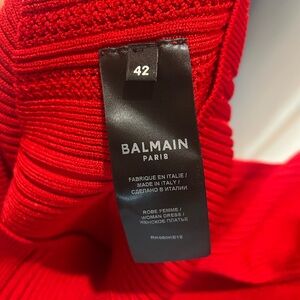 42
BALMAIN
PARIS
FABRIQUE EN ITALIE /
MADE IN ITALY /
СДЕЛАНО В ИТАЛИИ
ROBE FEMME /
WOMAN DRESS /
ЖЕНСКОЕ ПЛАТЬЕ